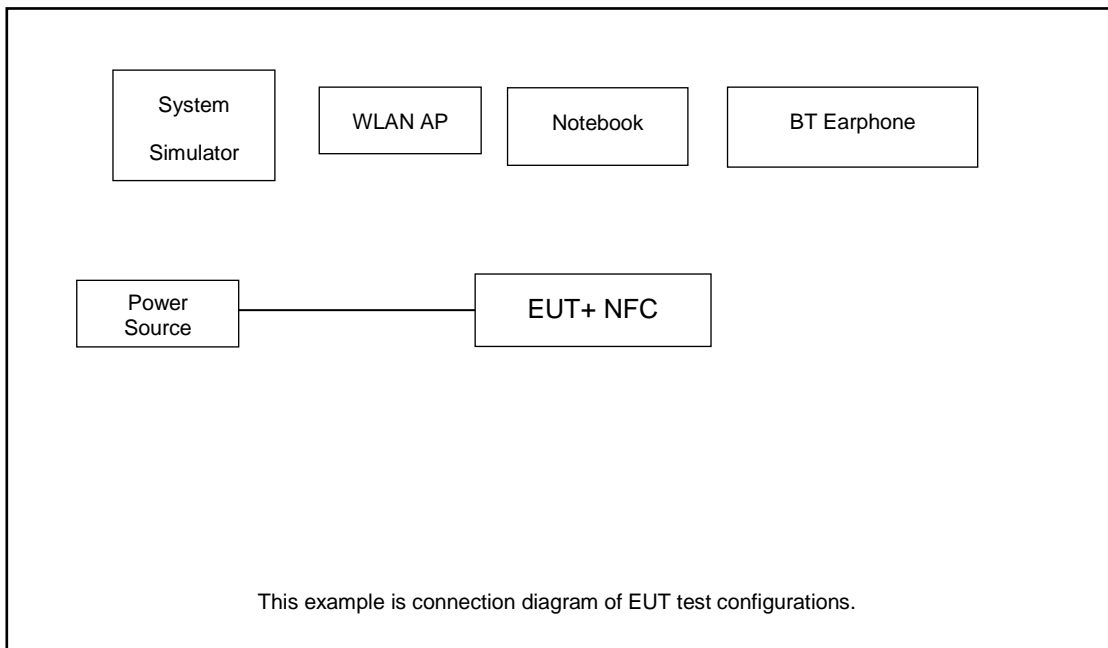 System
Simulator
WLAN AP
Notebook
BT Earphone
Power
Source
EUT+ NFC
This example is connection diagram of EUT test configurations.